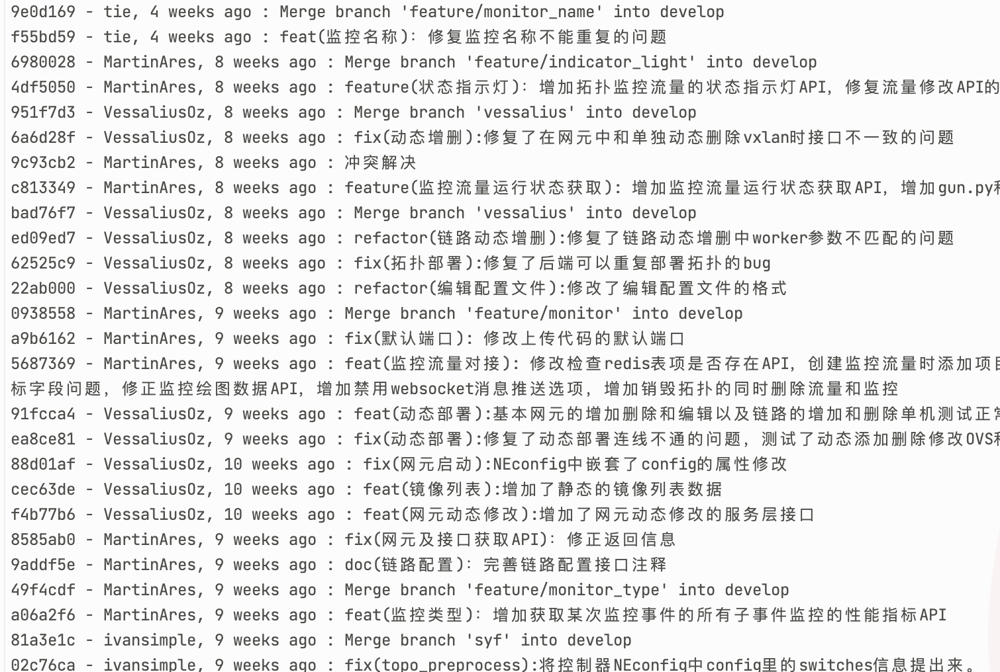 9e0d169 - tie, 4 weeks ago : Merge branch 'feature/monitor_name' into develop
f55bd59 - tie, 4 weeks ago : feat(监控名称): 修复监控名称不能重复的问题
6980028 - MartinAres, 8 weeks ago : Merge branch 'feature/indicator_light' into develop
4df5050 - MartinAres, 8 weeks ago : feature(状态指示灯): 增加拓扑监控流量的状态指示灯API, 修复流量修改API的
951f7d3 - VessaliusOz, 8 weeks ago : Merge branch 'vessalius' into develop
6a6d28f - VessaliusOz, 8 weeks ago : fix(动态增删):修复了在网元中和单独动态删除vxlan时接口不一致的问题
9c93cb2 - MartinAres, 8 weeks ago : 冲突解决
c813349 - MartinAres, 8 weeks ago : feature(监控流量运行状态获取): 增加监控流量运行状态获取API, 增加gun.py和
bad76f7 - VessaliusOz, 8 weeks ago : Merge branch 'vessalius' into develop
ed09ed7 - VessaliusOz, 8 weeks ago : refactor(链路动态增删):修复了链路动态增删中worker参数不匹配的问题
62525c9 - VessaliusOz, 8 weeks ago : fix(拓扑部署):修复了后端可以重复部署拓扑的bug
22ab000 - VessaliusOz, 8 weeks ago : refactor(编辑配置文件):修改了编辑配置文件的格式
0938558 - MartinAres, 9 weeks ago : Merge branch 'feature/monitor' into develop
a9b6162 - MartinAres, 9 weeks ago : fix(默认端口): 修改上传代码的默认端口
5687369 - MartinAres, 9 weeks ago : feat(监控流量对接): 修改检查redis表项是否存在API, 创建监控流量时添加项目
标字段问题, 修正监控绘图数据API, 增加禁用websocket消息推送选项, 增加销毁拓扑的同时删除流量和监控
91fcca4 - VessaliusOz, 9 weeks ago : feat(动态部署):基本网元的增加删除和编辑以及链路的增加和删除单机测试正常
ea8ce81 - VessaliusOz, 9 weeks ago : fix(动态部署):修复了动态部署连线不通的问题, 测试了动态添加删除修改OVS和
88d01af - VessaliusOz, 10 weeks ago : fix(网元启动):NEconfig中嵌套了config的属性修改
cec63de - VessaliusOz, 10 weeks ago : feat(镜像列表):增加了静态的镜像列表数据
f4b77b6 - VessaliusOz, 10 weeks ago : feat(网元动态修改):增加了网元动态修改的服务层接口
8585ab0 - MartinAres, 9 weeks ago : fix(网元及接口获取API): 修正返回信息
9addf5e - MartinAres, 9 weeks ago : doc(链路配置): 完善链路配置接口注释
49f4cdf - MartinAres, 9 weeks ago : Merge branch 'feature/monitor_type' into develop
a06a2f6 - MartinAres, 9 weeks ago : feat(监控类型): 增加获取某次监控事件的所有子事件监控的性能指标API
81a3e1c - ivansimple, 9 weeks ago : Merge branch 'syf' into develop
02c76ca - ivansimple, 9 weeks ago : fix(topo_preprocess):将控制器NEconfig中config里的switches信息提出来。